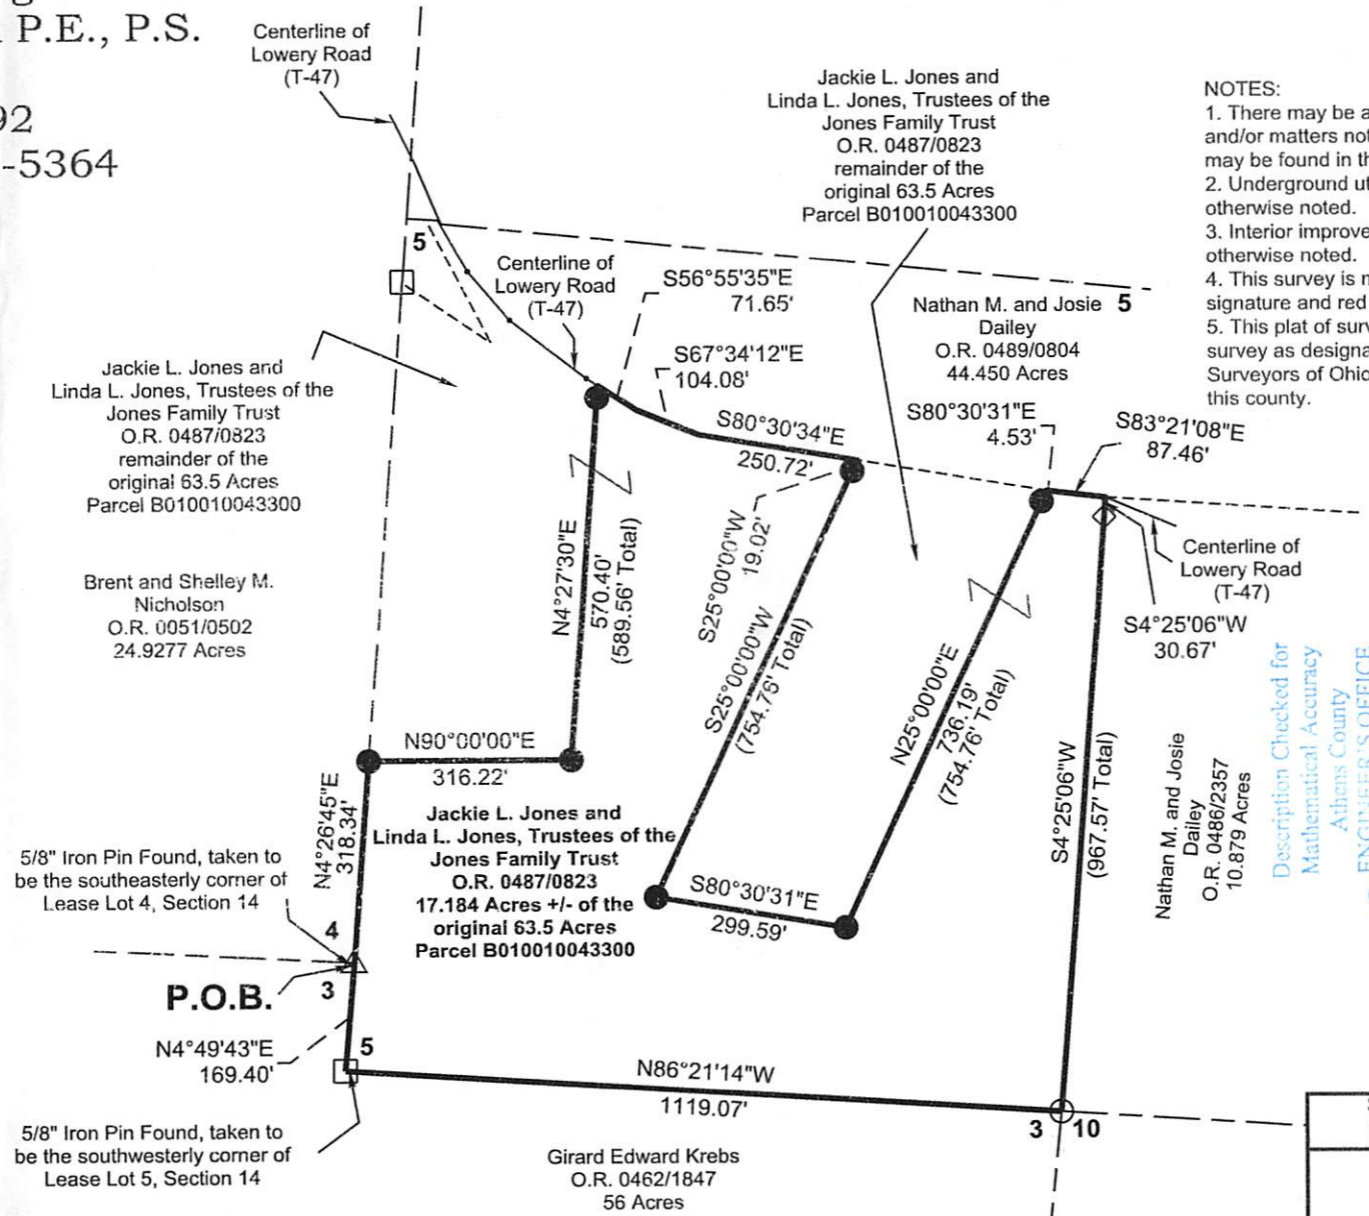 P.E., P.S.
92
-5364
Centerline of
Lowery Road
(T-47)
Jackie L. Jones and
Linda L. Jones, Trustees of the
Jones Family Trust
O.R. 0487/0823
remainder of the
original 63.5 Acres
Parcel B010010043300
NOTES:
1. There may be a
and/or matters not
may be found in th
2. Underground ut
otherwise noted.
3. Interior improve
otherwise noted.
4. This survey is n
signature and red
5. This plat of surv
survey as designa
Surveyors of Ohio
this county.
5
Centerline of
Lowery Road
(T-47)
S56°55'35"E
71.65'
S67°34'12"E
104.08'
Nathan M. and Josie
Dailey
O.R. 0489/0804
44.450 Acres
5
S80°30'31"E
4.53'
S83°21'08"E
87.46'
Jackie L. Jones and
Linda L. Jones, Trustees of the
Jones Family Trust
O.R. 0487/0823
remainder of the
original 63.5 Acres
Parcel B010010043300
S80°30'34"E
250.72'
S25°00'00"W
19.02'
N4°27'30"E
570.40'
(589.56' Total)
S25°00'00"W
(754.76' Total)
N25°00'00"E
736.19'
(754.76' Total)
Centerline of
Lowery Road
(T-47)
S4°25'06"W
30.67'
Brent and Shelley M.
Nicholson
O.R. 0051/0502
24.9277 Acres
S4°25'06"W
(967.57' Total)
Nathan M. and Josie
Dailey
O.R. 0486/2357
10.879 Acres
Description Checked for
Mathematical Accuracy
Athens County
ENGINEER'S OFFICE
N90°00'00"E
316.22'
N4°26'45"E
318.34'
Jackie L. Jones and
Linda L. Jones, Trustees of the
Jones Family Trust
O.R. 0487/0823
17.184 Acres +/- of the
original 63.5 Acres
Parcel B010010043300
S80°30'31"E
299.59'
5/8" Iron Pin Found, taken to
be the southeasterly corner of
Lease Lot 4, Section 14
4
3
P.O.B.
N4°49'43"E
169.40'
5
N86°21'14"W
1119.07'
3 10
5/8" Iron Pin Found, taken to
be the southwesterly corner of
Lease Lot 5, Section 14
Girard Edward Krebs
O.R. 0462/1847
56 Acres